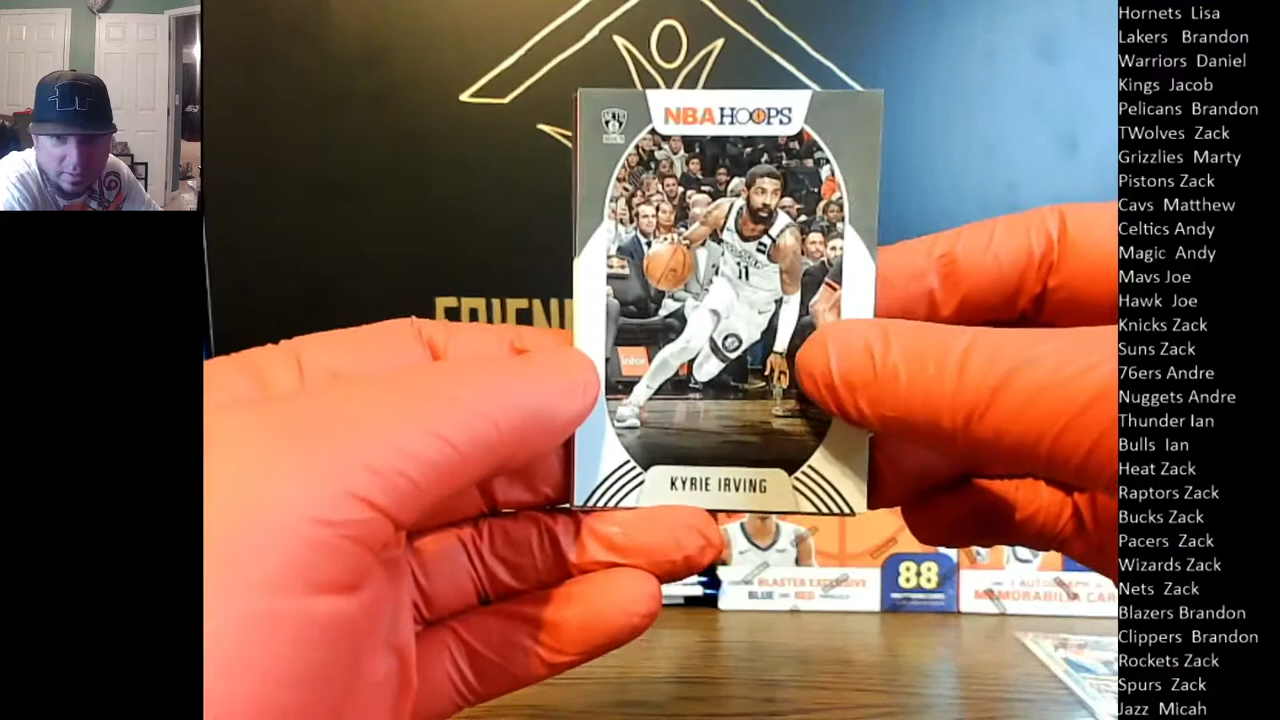 NBA HOOPS
NETS
11
KYRIE IRVING
FRIEN
BLASTER EXCLUSIVE
BLUE AND RED
88
AUTOGRAPH
MEMORABILIA CAR
Hornets Lisa
Lakers Brandon
Warriors Daniel
Kings Jacob
Pelicans Brandon
TWolves Zack
Grizzlies Marty
Pistons Zack
Cavs Matthew
Celtics Andy
Magic Andy
Mavs Joe
Hawk Joe
Knicks Zack
Suns Zack
76ers Andre
Nuggets Andre
Thunder Ian
Bulls Ian
Heat Zack
Raptors Zack
Bucks Zack
Pacers Zack
Wizards Zack
Nets Zack
Blazers Brandon
Clippers Brandon
Rockets Zack
Spurs Zack
Jazz Micah